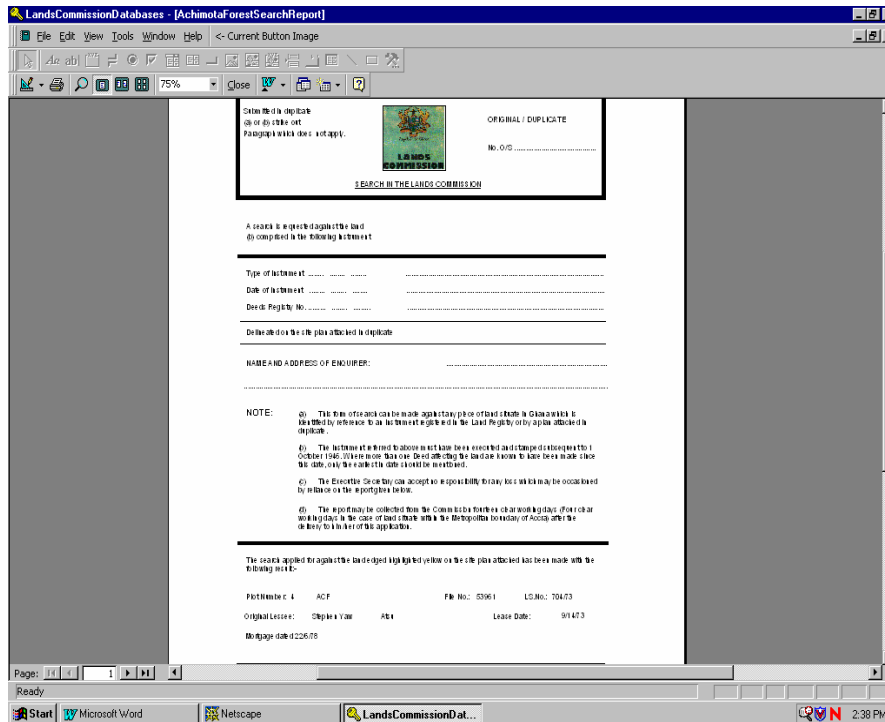 LandsCommissionDatabases - [AchimotaForestSearchReport]
File Edit View Tools Window Help <- Current Button Image
Aa ab|
75% Close
Submitted in duplicate
(a) or (b) strike out
Paragraph which does not apply.
ORIGINAL / DUPLICATE
No. O/S ..............................
LANDS
COMMISSION
SEARCH IN THE LANDS COMMISSION
A search is requested against the land
(b) comprised in the following instrument
Type of Instrument ....... ....... .......
Date of Instrument ....... ....... .......
Deeds Registry No. ....... ....... .......
Delineated on the site plan attached in duplicate
NAME AND ADDRESS OF ENQUIRER:
NOTE: (a) This form of search can be made against any piece of land situate in Ghana which is
identified by reference to an instrument registered in the Land Registry or by a plan attached in
duplicate.
(b) The instrument referred to above must have been executed and stamped subsequent to 1
October 1945. Where more than one Deed affecting the land are known to have been made since
this date, only the earliest in date should be mentioned.
(c) The Executive Secretary can accept no responsibility for any loss which may be occasioned
by reliance on the report given below.
(d) The report may be collected from the Commission fourteen clear working days (Four clear
working days in the case of land situate within the Metropolitan boundary of Accra) after the
delivery to him/her of this application.
The search applied for against the land edged highlighted yellow on the site plan attached has been made with the
following result:-
Plot Number: 4 ACF File No.: 53961 LS.No.: 704/73
Original Lessee: Stephen Yaw Lease Date: 9/14/73
Mortgage dated 22/6/78
Page: 1
Ready
Start Microsoft Word Netscape LandsCommissionDat... 2:38 PM